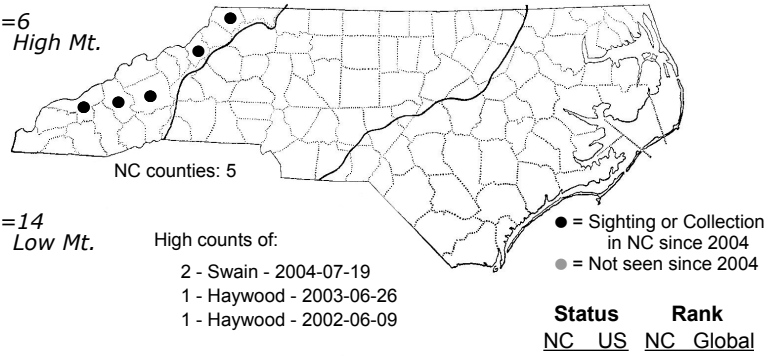 =6
High Mt.
NC counties: 5
=14
Low Mt.
High counts of:
2 - Swain - 2004-07-19
1 - Haywood - 2003-06-26
1 - Haywood - 2002-06-09
● = Sighting or Collection
in NC since 2004
● = Not seen since 2004
Status Rank
NC US NC Global